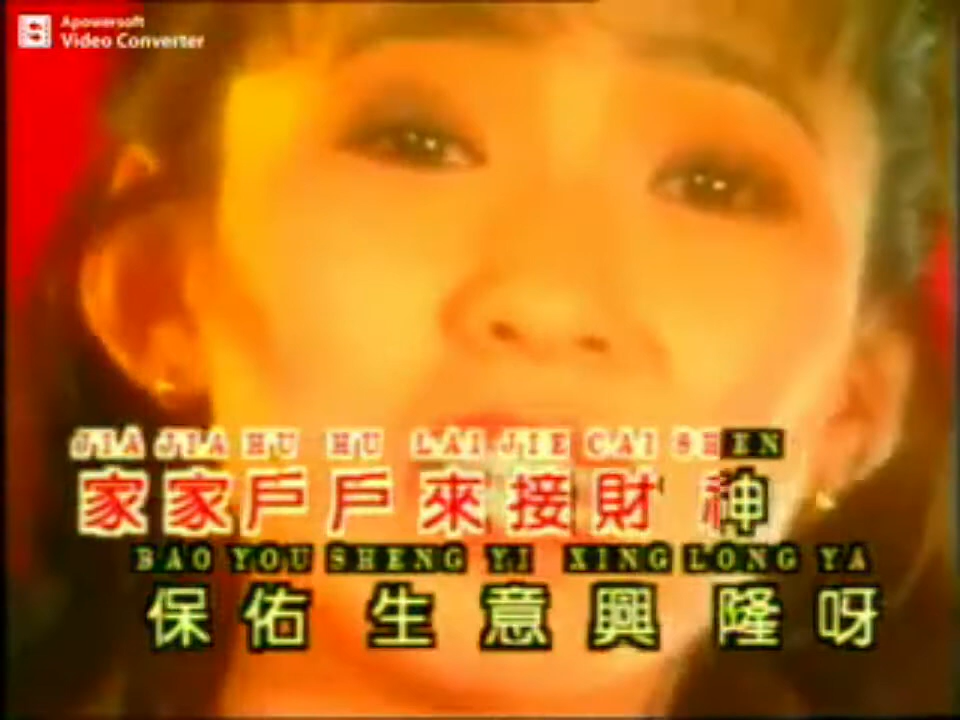 Apowersoft
Video Converter
JIA JIA HU HU LAI JIE CAI SHEN
家家戶戶來接財神
BAO YOU SHENG YI XING LONG YA
保佑生意興隆呀